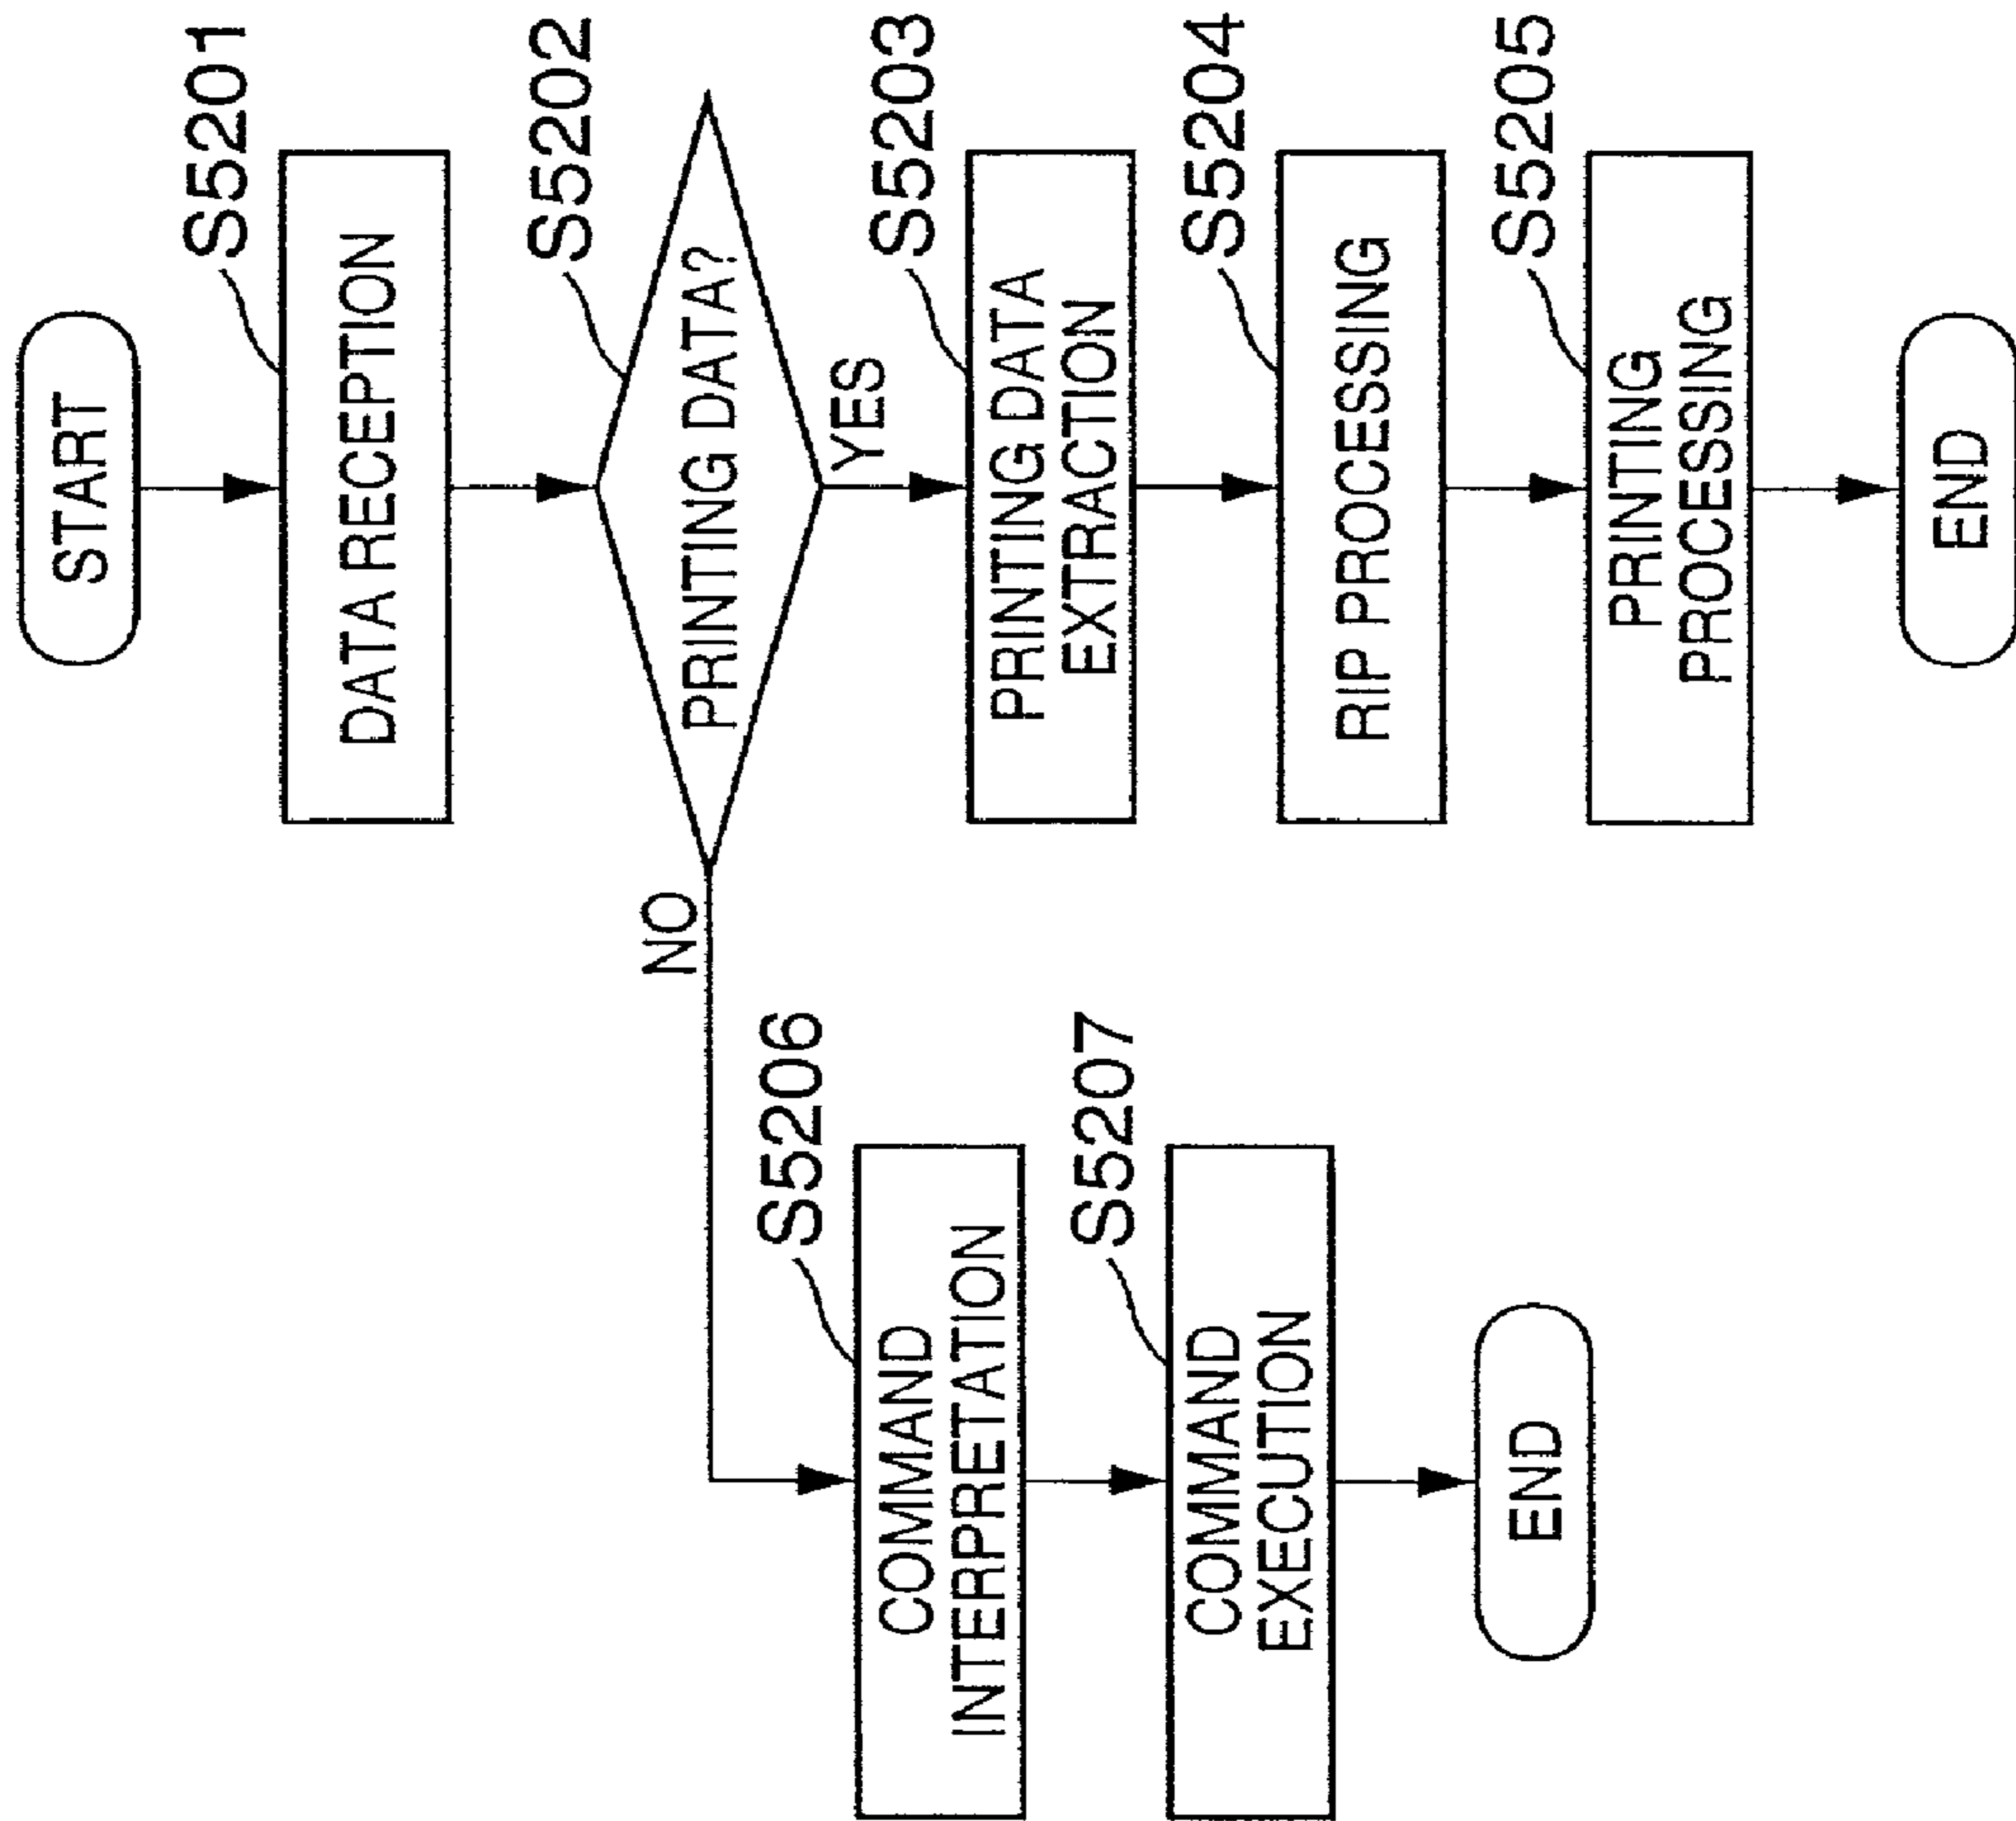 START
S5201
DATA RECEPTION
S5202
PRINTING DATA?
YES
NO
S5203
PRINTING DATA
EXTRACTION
S5204
RIP PROCESSING
S5205
PRINTING
PROCESSING
END
S5206
COMMAND
INTERPRETATION
S5207
COMMAND
EXECUTION
END